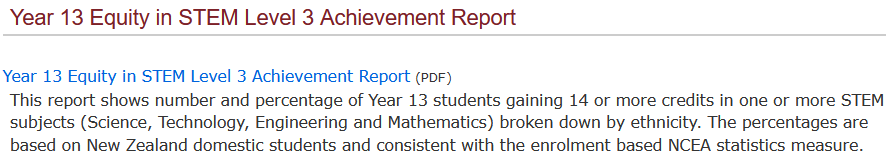 Year 13 Equity in STEM Level 3 Achievement Report
Year 13 Equity in STEM Level 3 Achievement Report (PDF)
This report shows number and percentage of Year 13 students gaining 14 or more credits in one or more STEM
subjects (Science, Technology, Engineering and Mathematics) broken down by ethnicity. The percentages are
based on New Zealand domestic students and consistent with the enrolment based NCEA statistics measure.